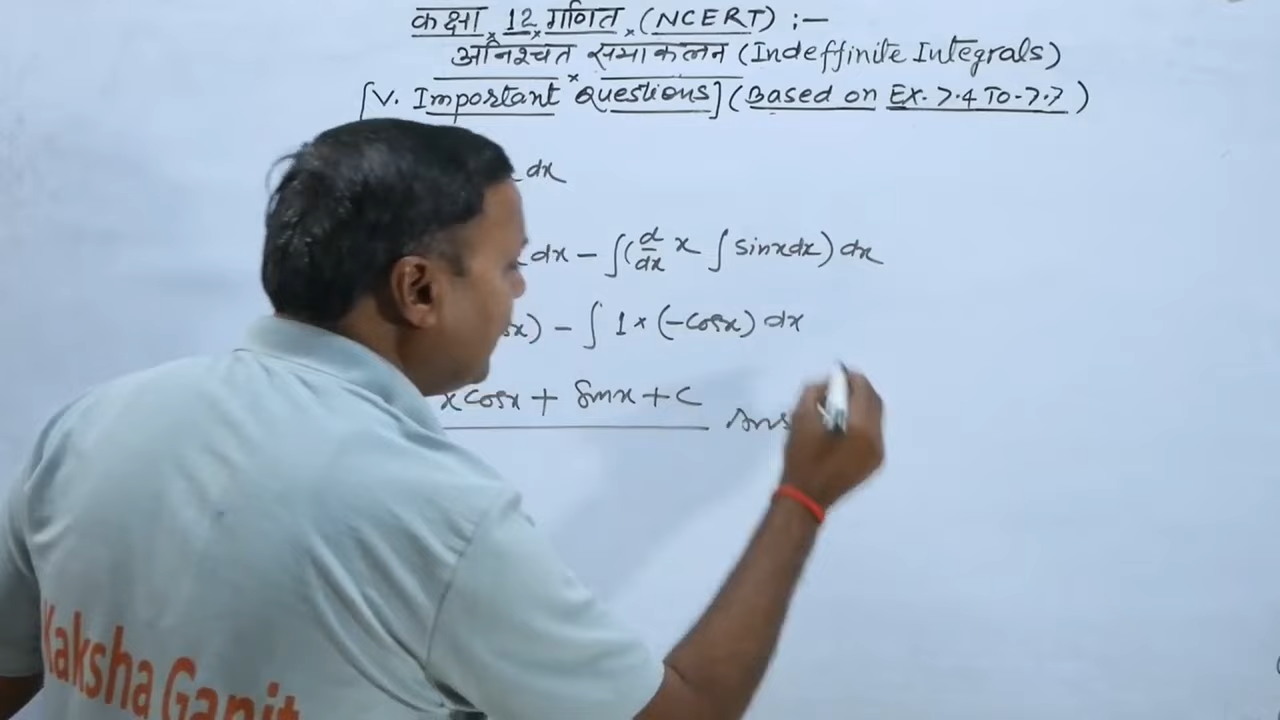 कक्षा 12 गणित (NCERT) :-
अनिश्चत समाकलन (Indeffinite Integrals)
[V. Important Questions] (Based on EX. 7.4 To-7.7)
dx
dx - ∫(d/dx x ∫ sinx dx) dx
x) - ∫ 1 × (-cosx) dx
x cosx + Sinx + C Ans
Kaksha Ganit